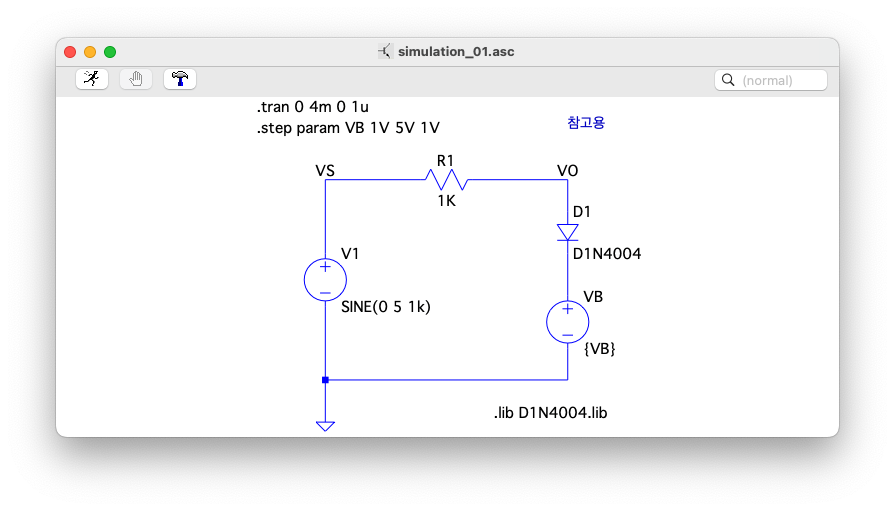 simulation_01.asc
(normal)
.tran 0 4m 0 1u
.step param VB 1V 5V 1V
참고용
VS
R1
1K
VO
D1
D1N4004
V1
SINE(0 5 1k)
VB
{VB}
.lib D1N4004.lib